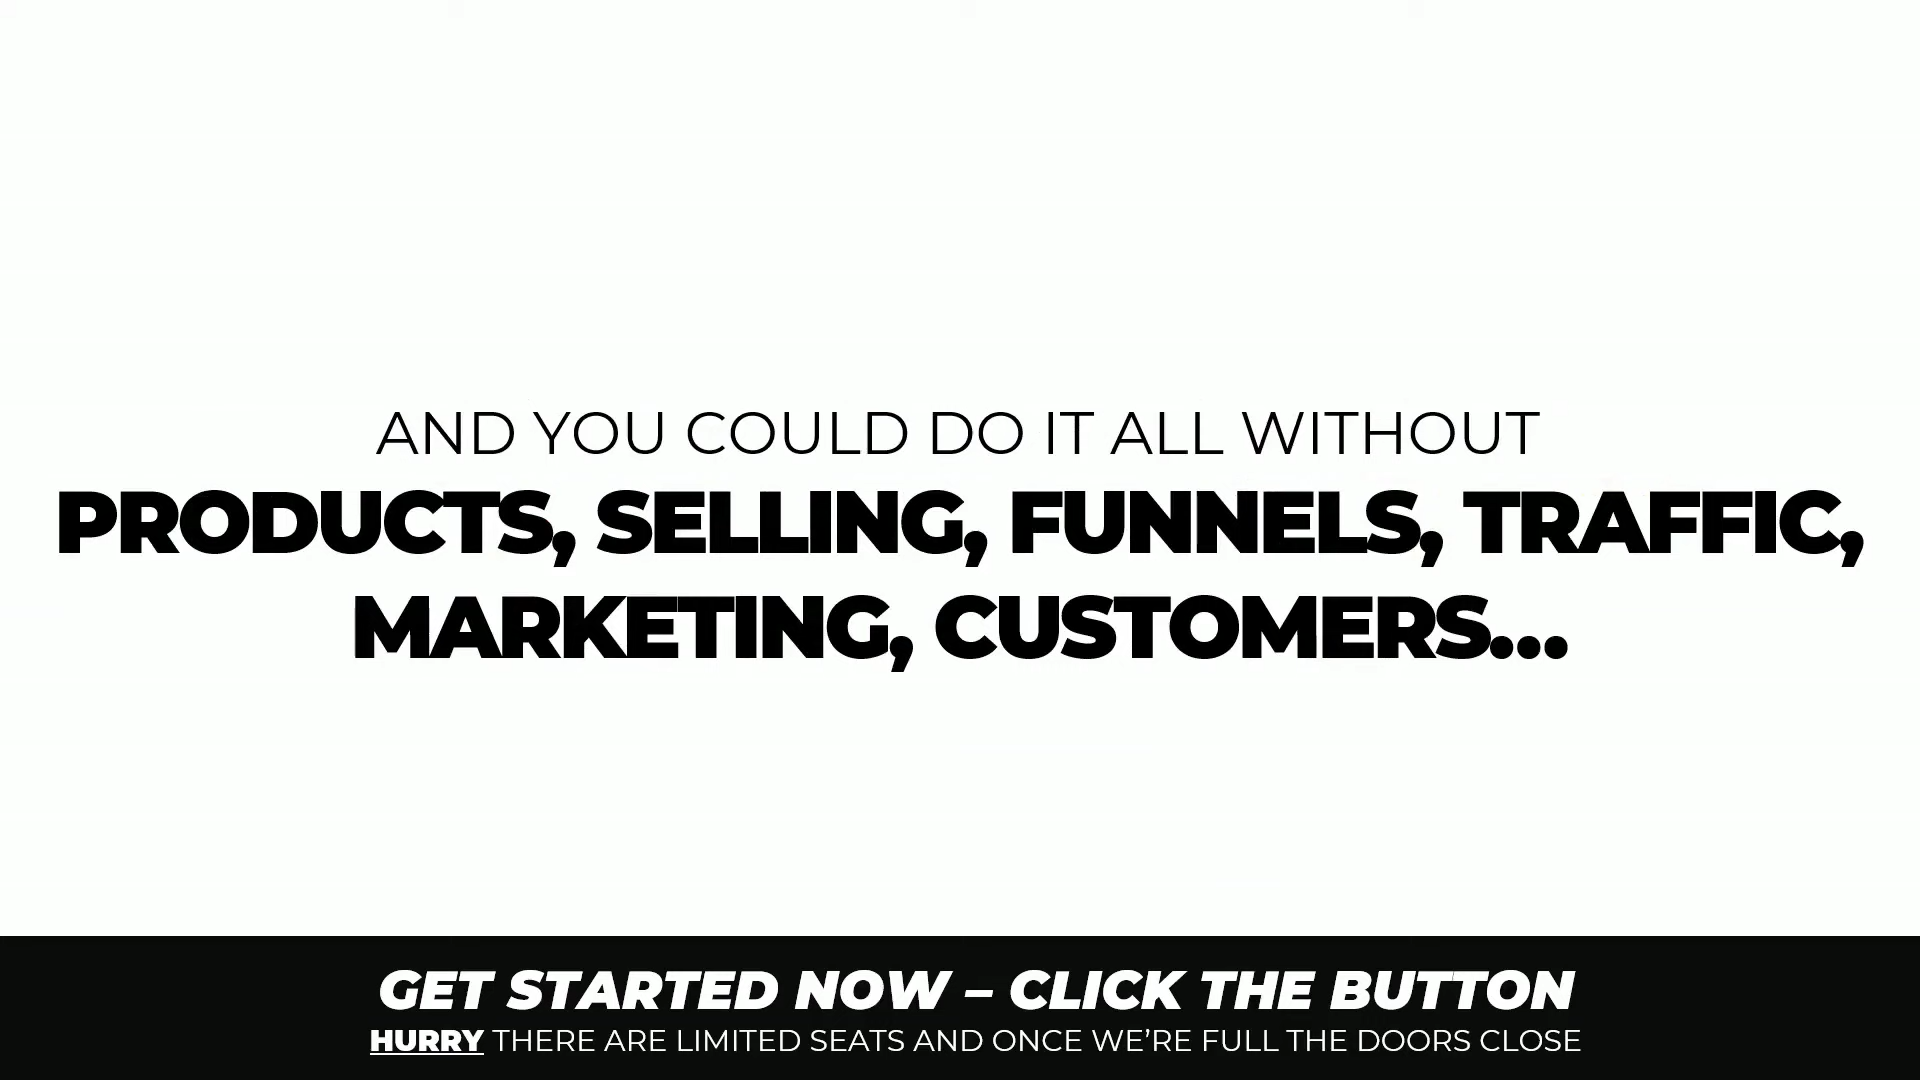 AND YOU COULD DO IT ALL WITHOUT
PRODUCTS, SELLING, FUNNELS, TRAFFIC,
MARKETING, CUSTOMERS...
GET STARTED NOW – CLICK THE BUTTON
HURRY THERE ARE LIMITED SEATS AND ONCE WE’RE FULL THE DOORS CLOSE